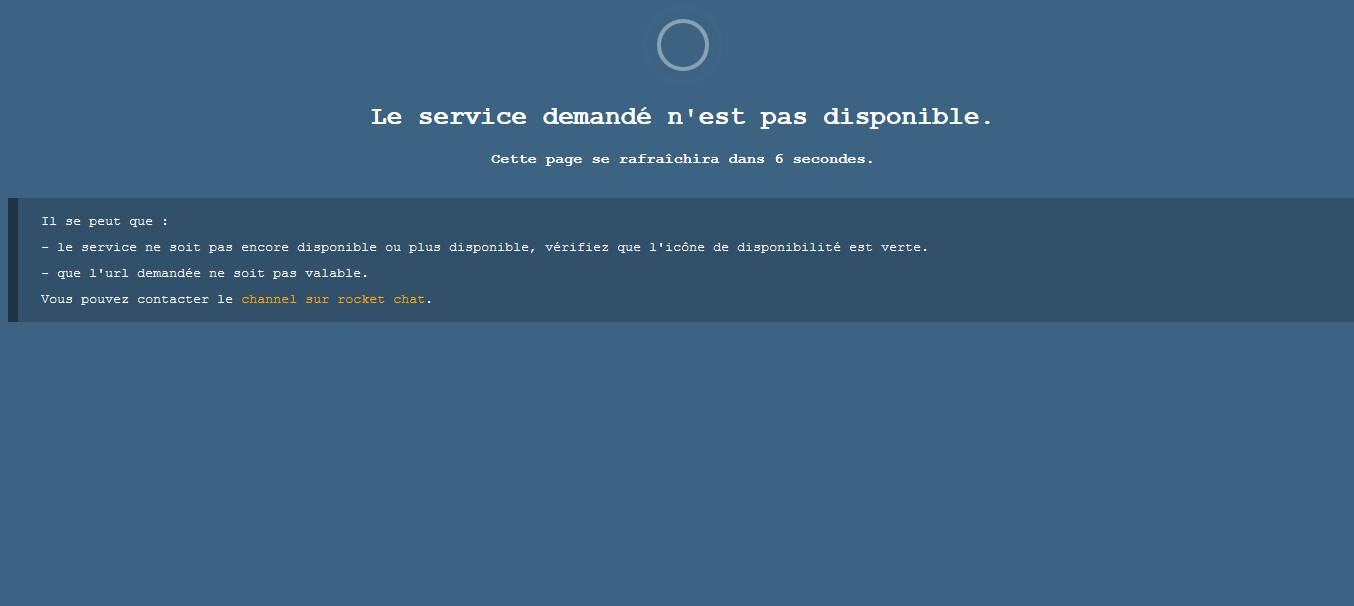 Le service demandé n'est pas disponible.
Cette page se rafraîchira dans 6 secondes.
Il se peut que :
- le service ne soit pas encore disponible ou plus disponible, vérifiez que l'icône de disponibilité est verte.
- que l'url demandée ne soit pas valable.
Vous pouvez contacter le channel sur rocket chat.